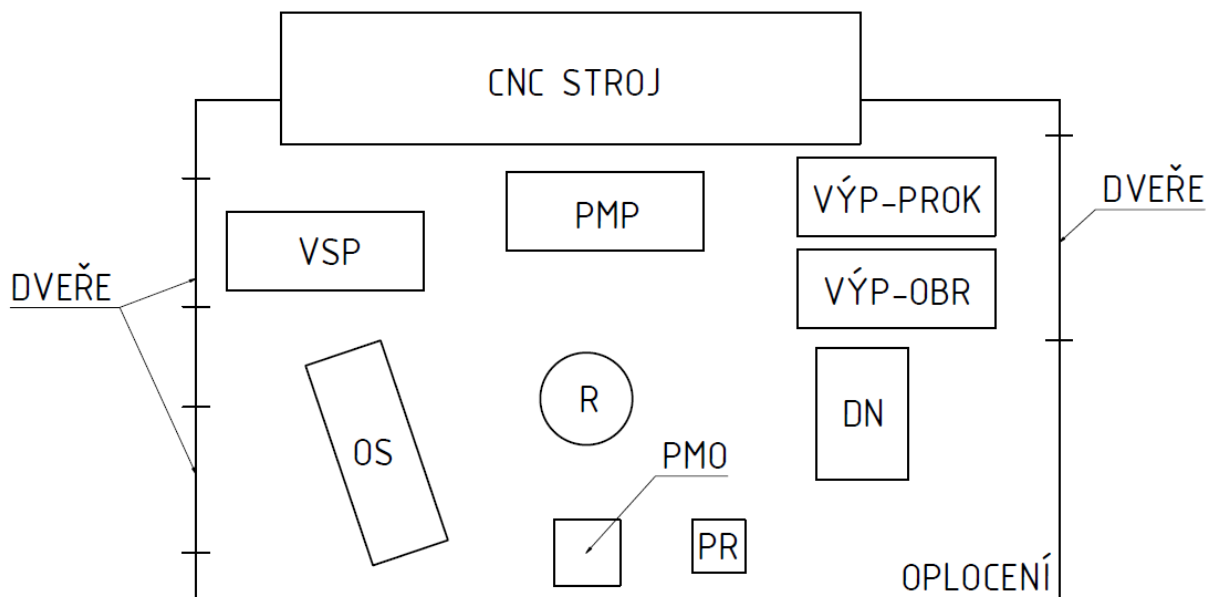 CNC STROJ
VÝP-PROK
DVEŘE
PMP
VSP
VÝP-OBR
DVEŘE
R
DN
OS
PMO
PR
OPLOCENÍ